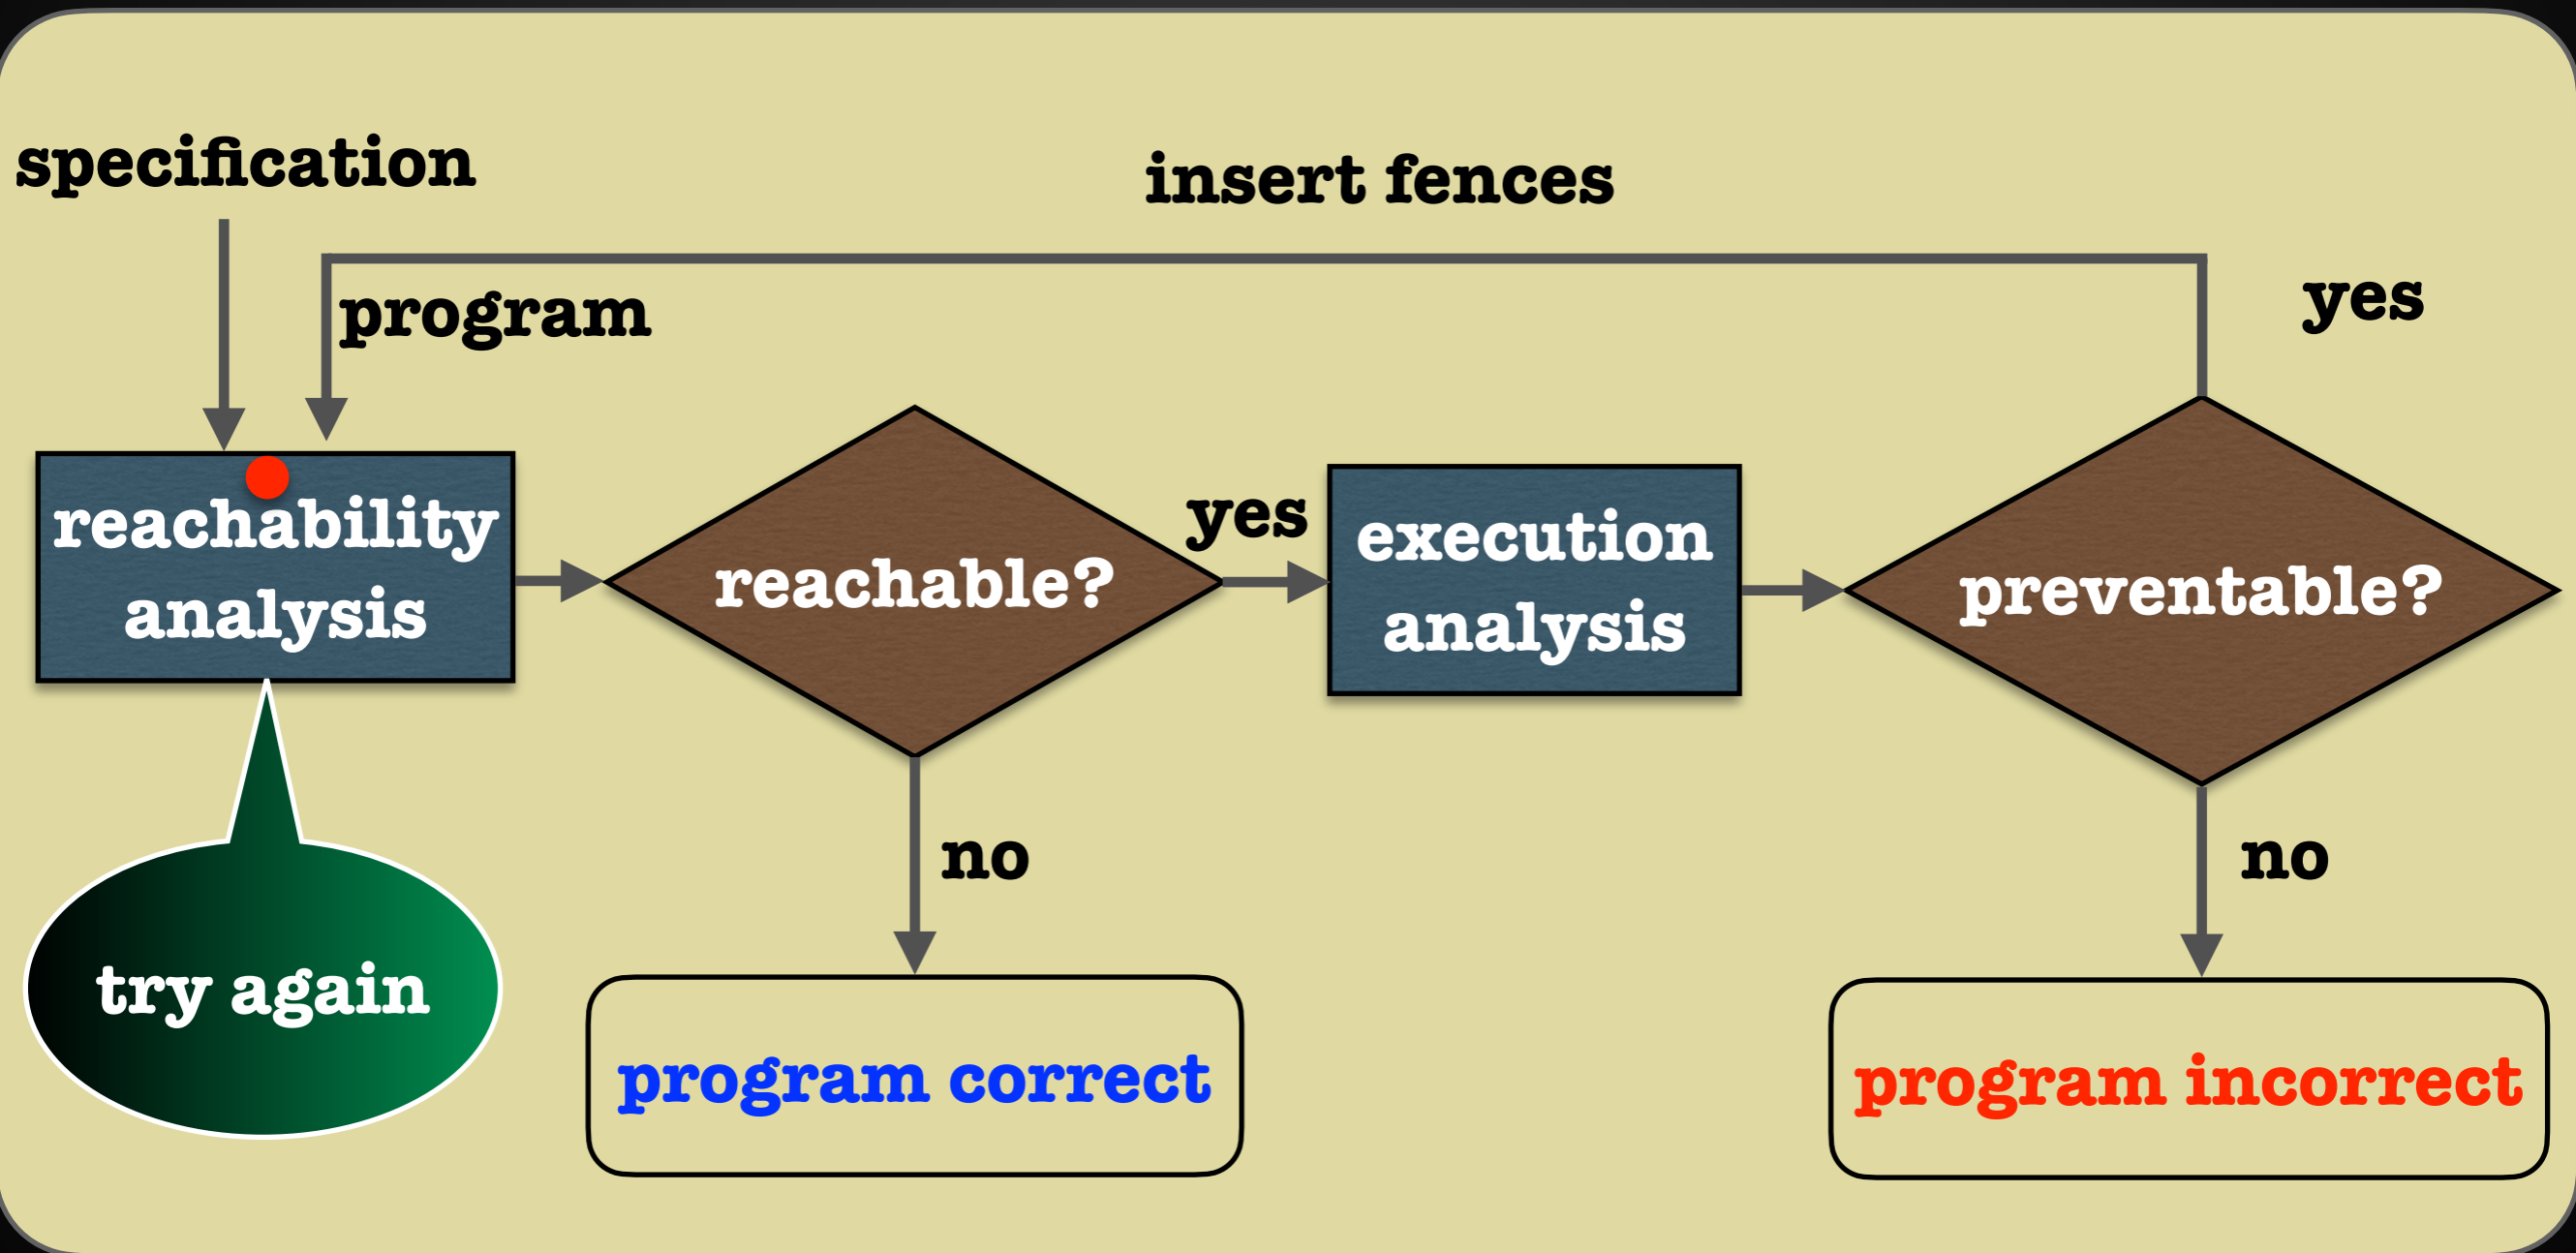 specification
insert fences
program
yes
reachability
analysis
reachable?
yes
execution
analysis
preventable?
no
no
try again
program correct
program incorrect